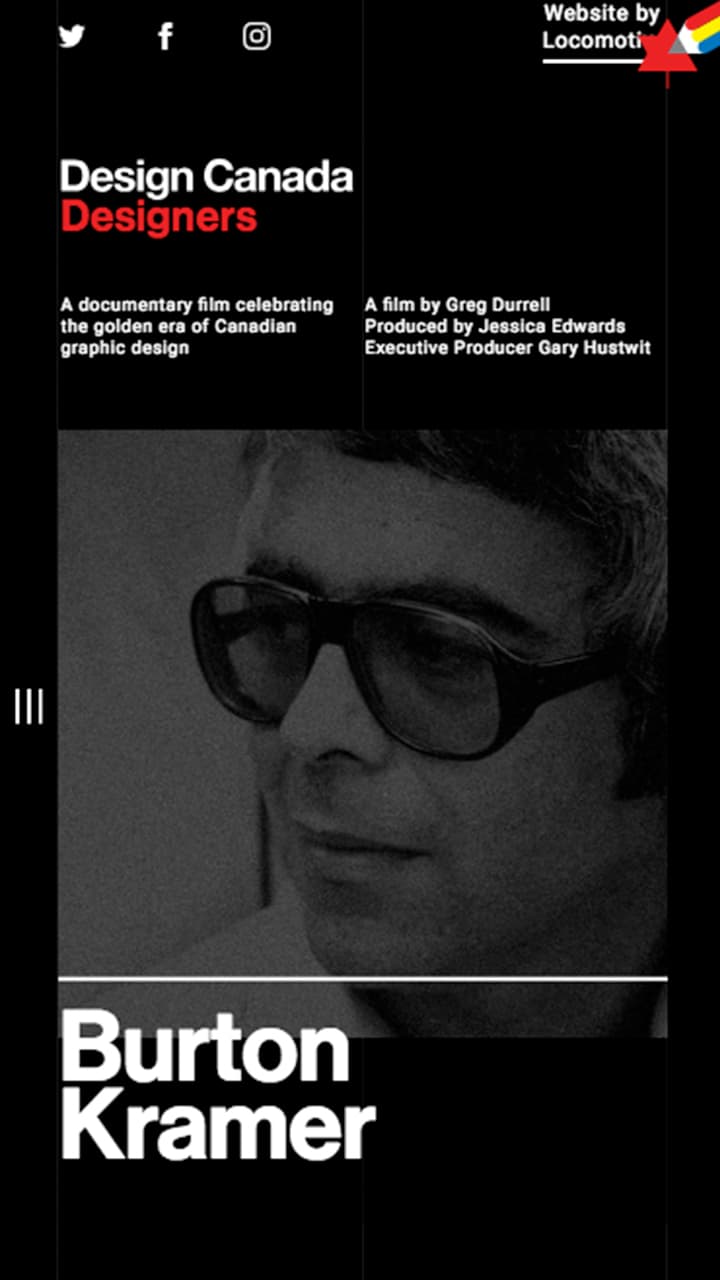 Website by
Design Canada
Designers
A documentary film celebrating
the golden era of Canadian
graphic design
A film by Greg Durrell
Produced by Jessica Edwards
Executive Producer Gary Hustwit
Burton
Kramer